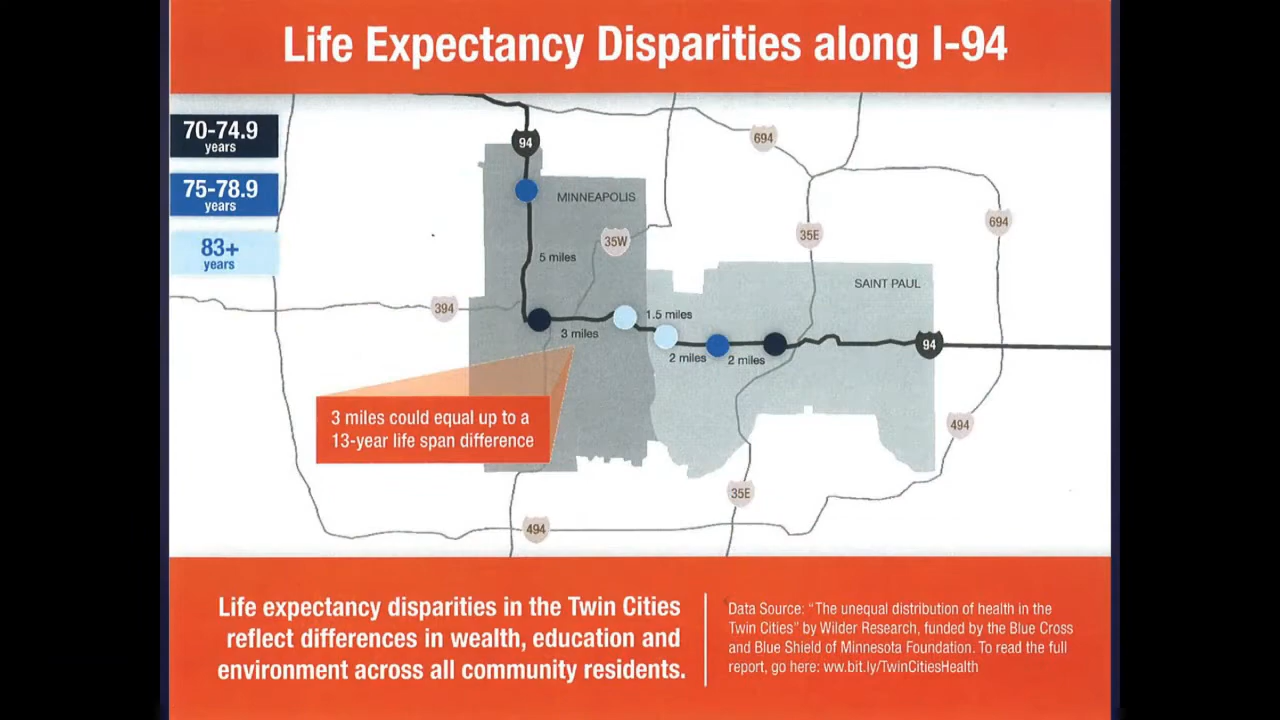 Life Expectancy Disparities along I-94
70-74.9
years
75-78.9
years
83+
years
94
694
MINNEAPOLIS
35W
35E
694
5 miles
SAINT PAUL
394
1.5 miles
3 miles
94
2 miles
2 miles
3 miles could equal up to a
13-year life span difference
494
35E
494
Life expectancy disparities in the Twin Cities
reflect differences in wealth, education and
environment across all community residents.
Data Source: “The unequal distribution of health in the
Twin Cities” by Wilder Research, funded by the Blue Cross
and Blue Shield of Minnesota Foundation. To read the full
report, go here: ww.bit.ly/TwinCitiesHealth